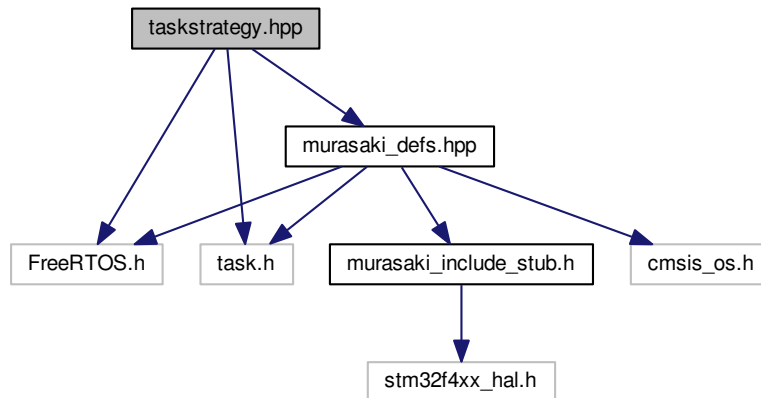 taskstrategy.hpp
murasaki_defs.hpp
FreeRTOS.h
task.h
murasaki_include_stub.h
cmsis_os.h
stm32f4xx_hal.h